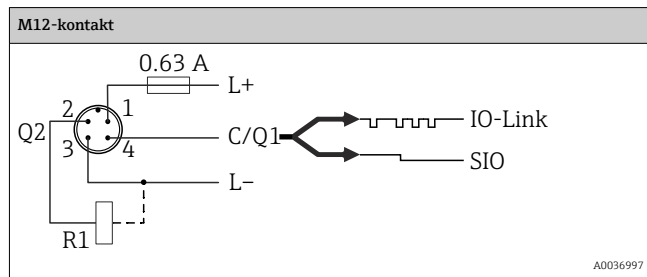 M12-kontakt
0.63 A
L+
2 1
Q2
3 4
C/Q1
IO-Link
SIO
L–
R1
A0036997